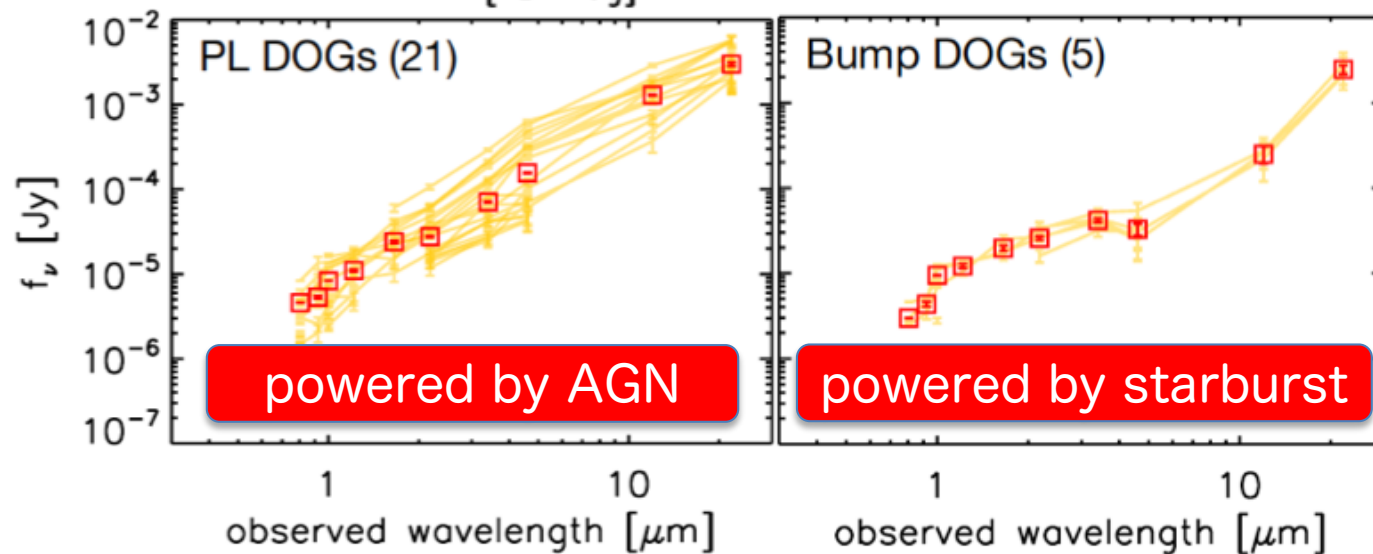 PL DOGs (21)
Bump DOGs (5)
10⁻²
10⁻³
10⁻⁴
10⁻⁵
10⁻⁶
10⁻⁷
f_ν [Jy]
powered by AGN
powered by starburst
1
10
1
10
observed wavelength [μm]
observed wavelength [μm]